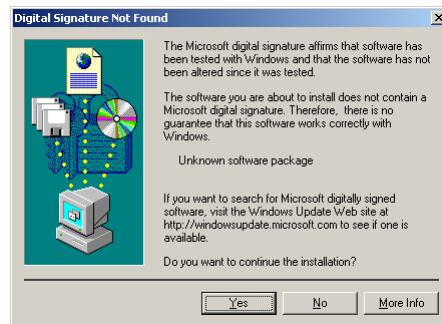 Digital Signature Not Found
The Microsoft digital signature affirms that software has
been tested with Windows and that the software has not
been altered since it was tested.
The software you are about to install does not contain a
Microsoft digital signature. Therefore, there is no
guarantee that this software works correctly with
Windows.
Unknown software package
If you want to search for Microsoft digitally signed
software, visit the Windows Update Web site at
http://windowsupdate.microsoft.com to see if one is
available.
Do you want to continue the installation?
Yes
No
More Info